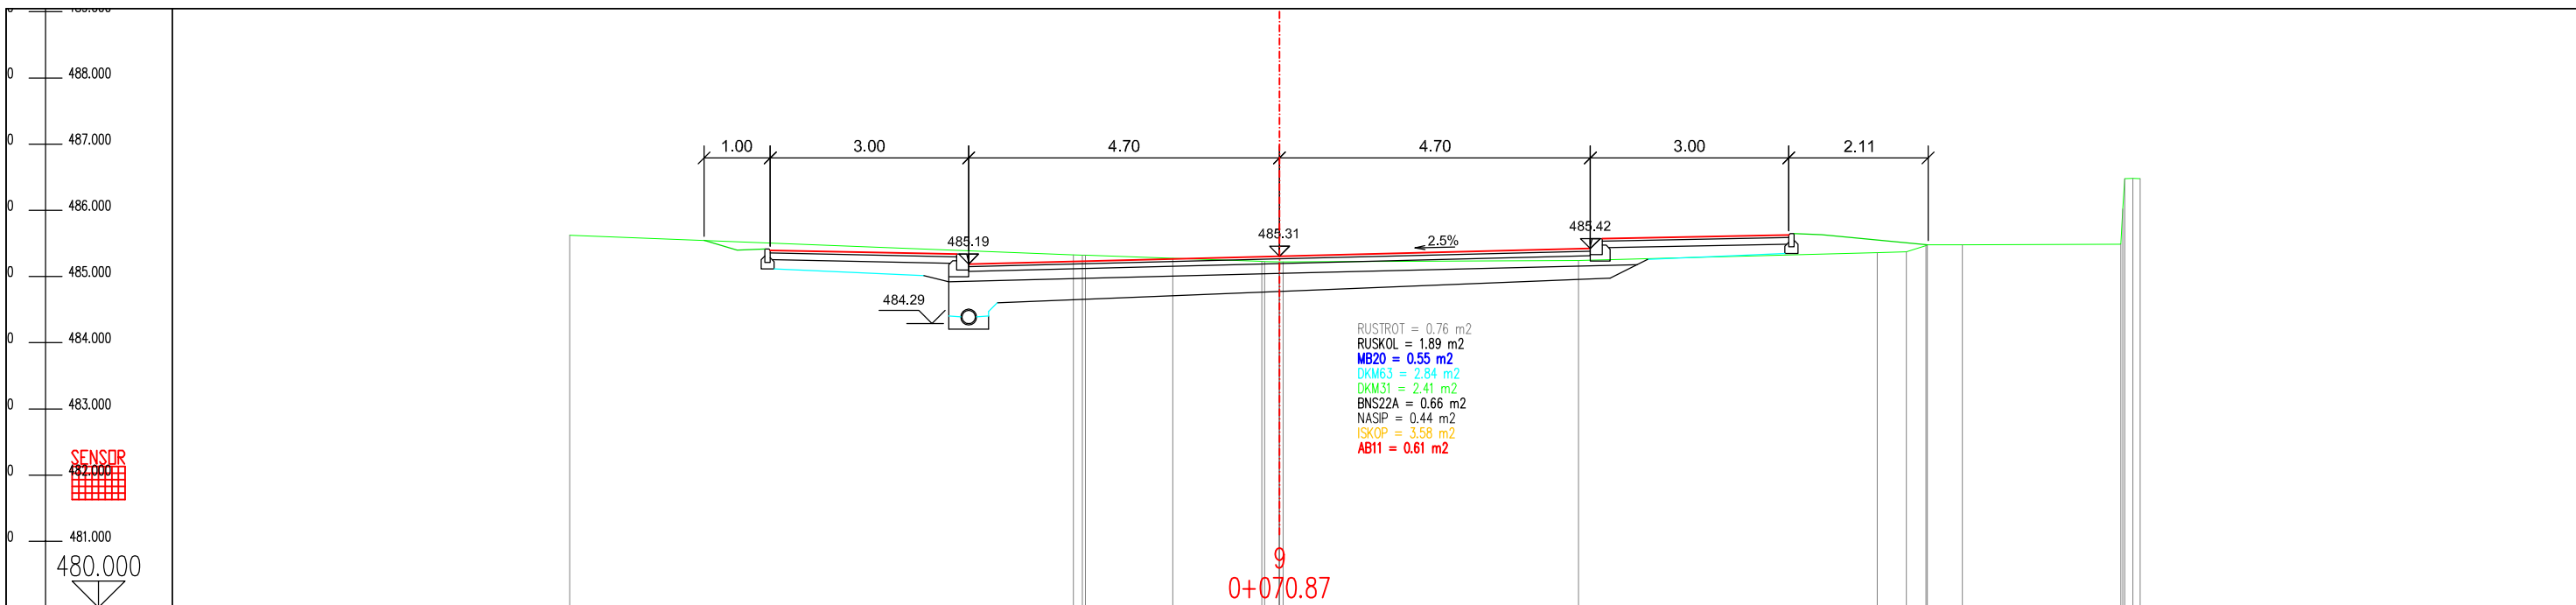 488.000
487.000
1.00 3.00 4.70 4.70 3.00 2.11
486.000
485.19 485.31 2.5% 485.42
485.000
484.29
484.000
RUSTROT = 0.76 m2
RUSKOL = 1.89 m2
MB20 = 0.55 m2
DKM63 = 2.84 m2
DKM31 = 2.41 m2
483.000
BNS22A = 0.66 m2
NASIP = 0.44 m2
ISKOP = 3.58 m2
AB11 = 0.61 m2
SENSOR
482.000
481.000
480.000
9
0+070.87